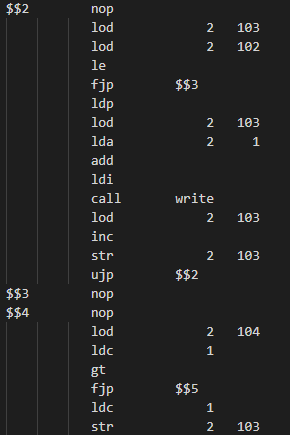 $$2 nop
lod 2 103
lod 2 102
le
fjp $$3
ldp
lod 2 103
lda 2 1
add
ldi
call write
lod 2 103
inc
str 2 103
ujp $$2
$$3 nop
$$4 nop
lod 2 104
ldc 1
gt
fjp $$5
ldc 1
str 2 103